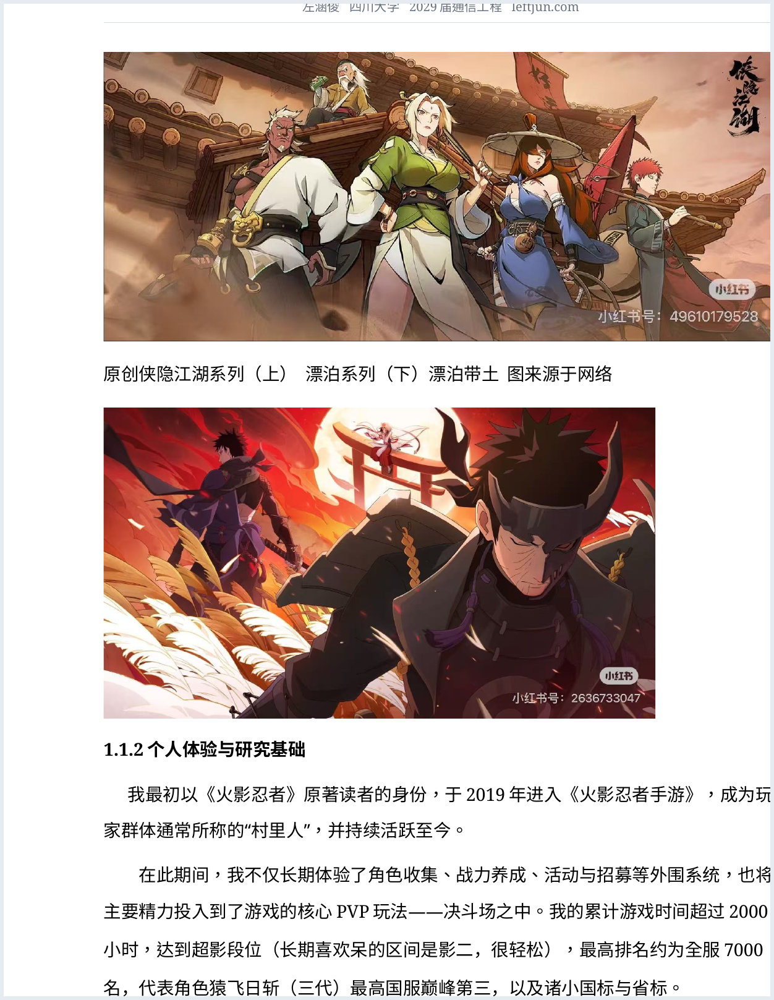 左涵俊 四川大学 2029 届通信工程 leftjun.com
侠隐江湖
小红书
小红书号：49610179528
原创侠隐江湖系列（上） 漂泊系列（下）漂泊带土 图来源于网络
小红书
小红书号：2636733047
1.1.2 个人体验与研究基础
我最初以《火影忍者》原著读者的身份，于 2019 年进入《火影忍者手游》，成为玩
家群体通常所称的“村里人”，并持续活跃至今。
在此期间，我不仅长期体验了角色收集、战力养成、活动与招募等外围系统，也将
主要精力投入到了游戏的核心 PVP 玩法——决斗场之中。我的累计游戏时间超过 2000
小时，达到超影段位（长期喜欢呆的区间是影二，很轻松），最高排名约为全服 7000
名，代表角色猿飞日斩（三代）最高国服巅峰第三，以及诸小国标与省标。